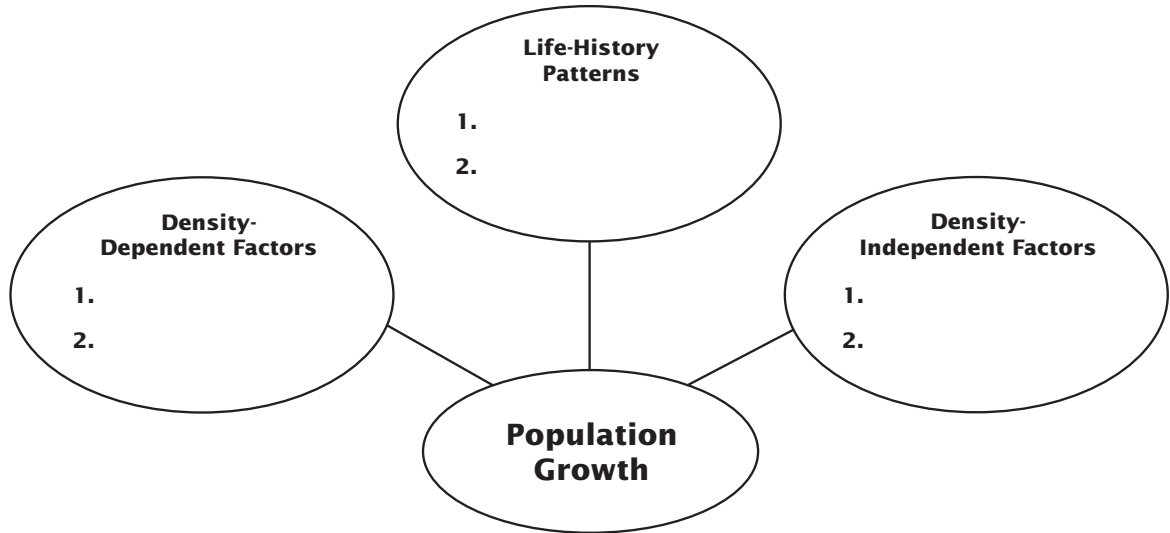 Life-History
Patterns
1.
2.
Density-
Dependent Factors
1.
2.
Density-
Independent Factors
1.
2.
Population
Growth